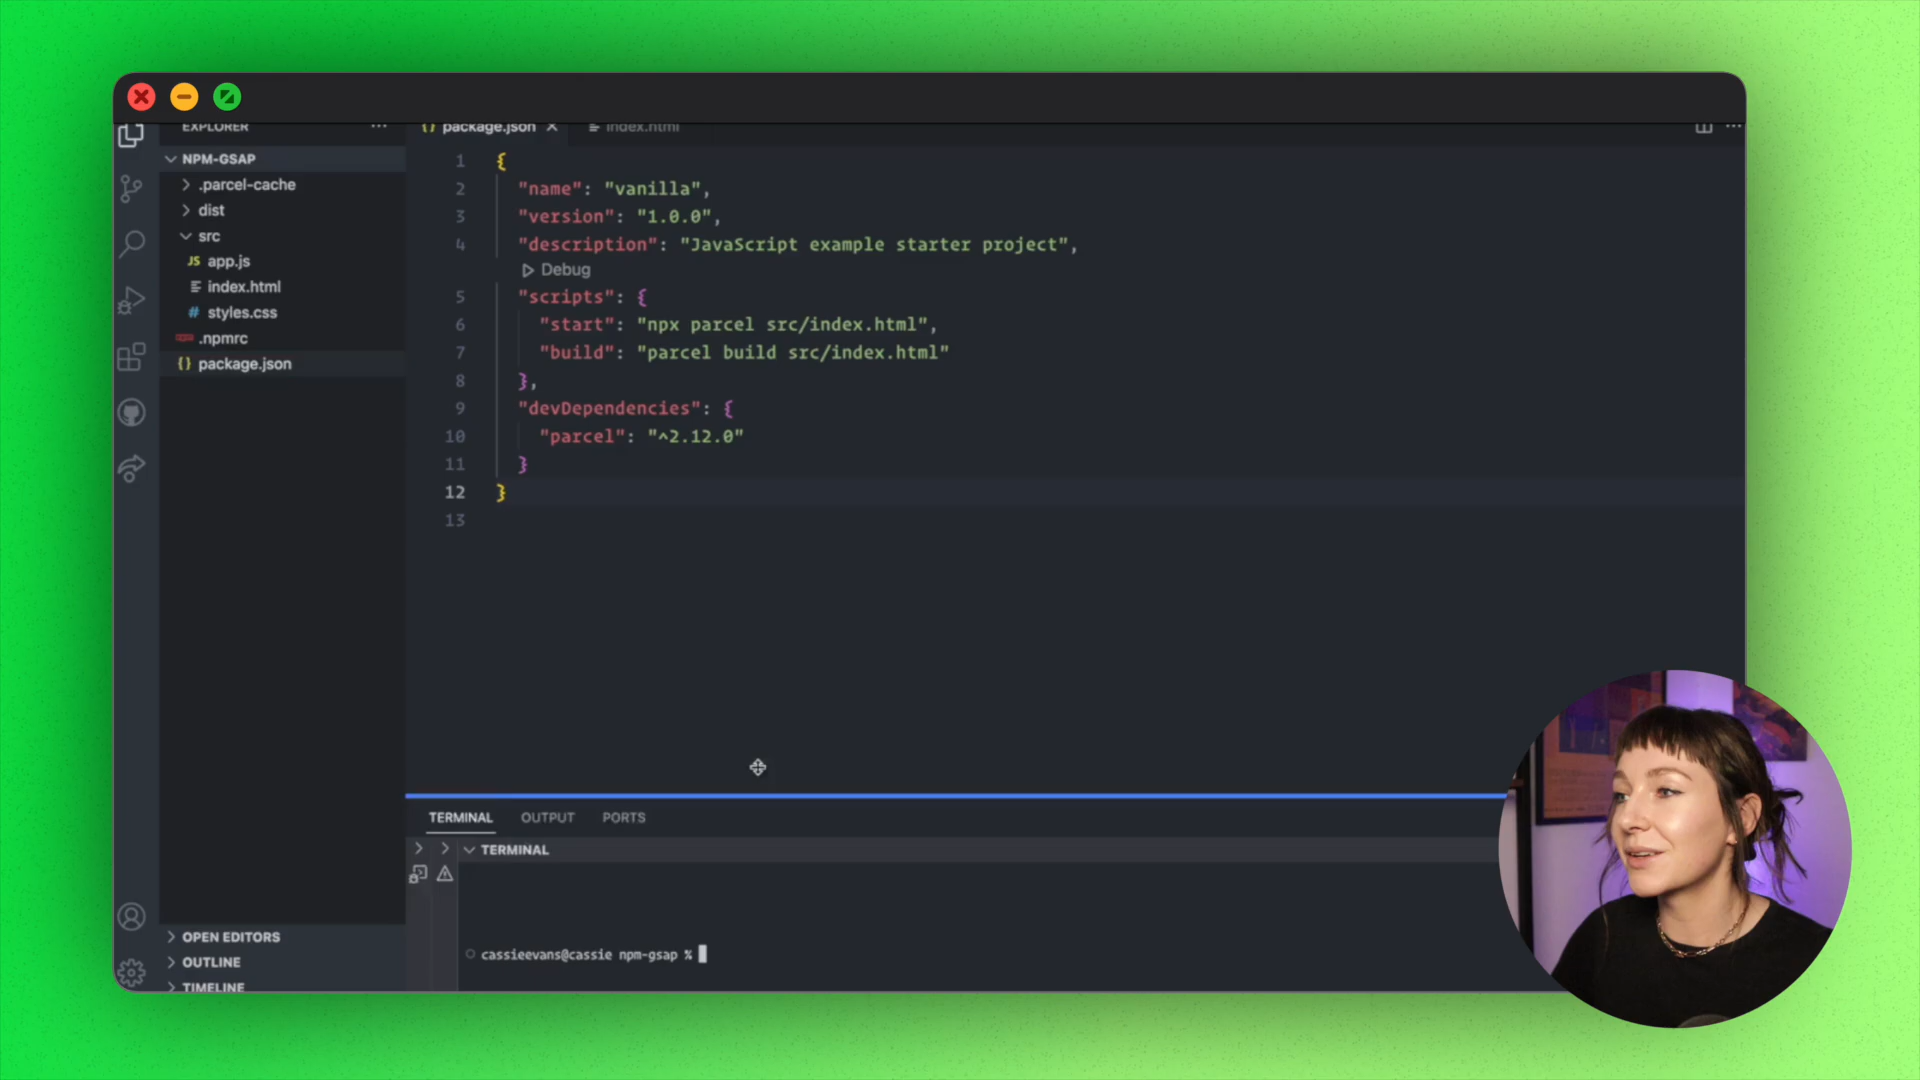 EXPLORER
NPM-GSAP
.parcel-cache
dist
src
JS app.js
index.html
# styles.css
npm .npmrc
{} package.json
OPEN EDITORS
OUTLINE
TIMELINE
{} package.json
index.html
1 {
2 "name": "vanilla",
3 "version": "1.0.0",
4 "description": "JavaScript example starter project",
Debug
5 "scripts": {
6 "start": "npx parcel src/index.html",
7 "build": "parcel build src/index.html"
8 },
9 "devDependencies": {
10 "parcel": "^2.12.0"
11 }
12 }
13
TERMINAL OUTPUT PORTS
TERMINAL
cassieevans@cassie npm-gsap %